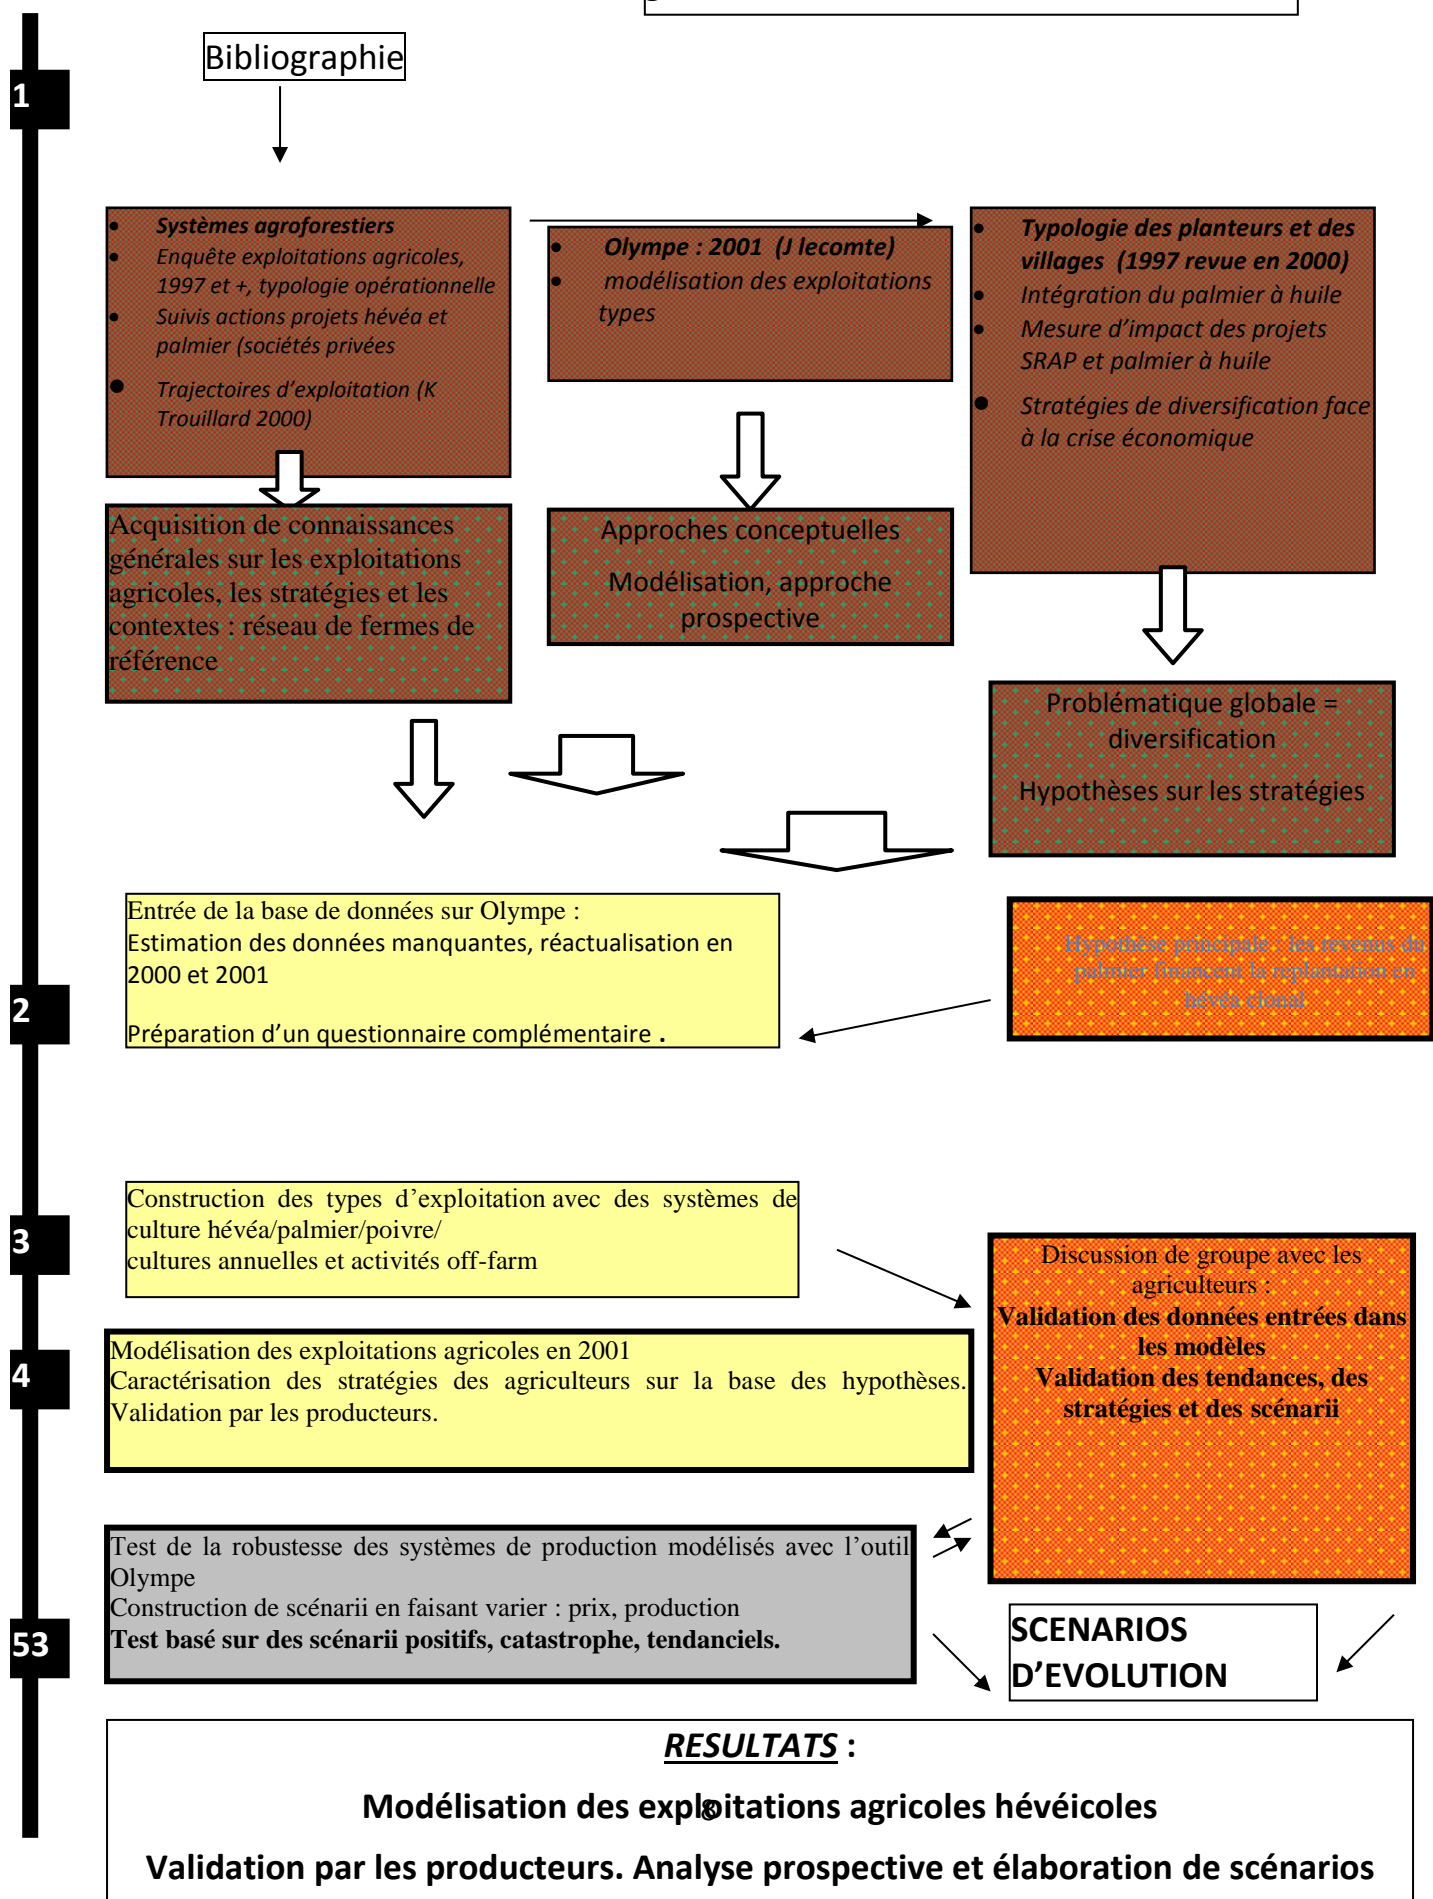 Bibliographie
1
Systèmes agroforestiers
Enquête exploitations agricoles,
1997 et +, typologie opérationnelle
Suivis actions projets hévéa et
palmier (sociétés privées
Trajectoires d’exploitation (K
Trouillard 2000)
Olympe : 2001 (J lecomte)
modélisation des exploitations
types
Typologie des planteurs et des
villages (1997 revue en 2000)
Intégration du palmier à huile
Mesure d’impact des projets
SRAP et palmier à huile
Stratégies de diversification face
à la crise économique
Acquisition de connaissances
générales sur les exploitations
agricoles, les stratégies et les
contextes : réseau de fermes de
référence
Approches conceptuelles
Modélisation, approche
prospective
Problématique globale =
diversification
Hypothèses sur les stratégies
2
Entrée de la base de données sur Olympe :
Estimation des données manquantes, réactualisation en
2000 et 2001
Préparation d’un questionnaire complémentaire .
Hypothèse principale : les revenus du
palmier financent la replantation en
hévéa clonal
3
Construction des types d’exploitation avec des systèmes de
culture hévéa/palmier/poivre/
cultures annuelles et activités off-farm
4
Modélisation des exploitations agricoles en 2001
Caractérisation des stratégies des agriculteurs sur la base des hypothèses.
Validation par les producteurs.
Discussion de groupe avec les
agriculteurs :
Validation des données entrées dans
les modèles
Validation des tendances, des
stratégies et des scénarii
53
Test de la robustesse des systèmes de production modélisés avec l’outil
Olympe
Construction de scénarii en faisant varier : prix, production
Test basé sur des scénarii positifs, catastrophe, tendanciels.
SCENARIOS
D’EVOLUTION
RESULTATS :
Modélisation des exploitations agricoles hévéicoles
8
Validation par les producteurs. Analyse prospective et élaboration de scénarios